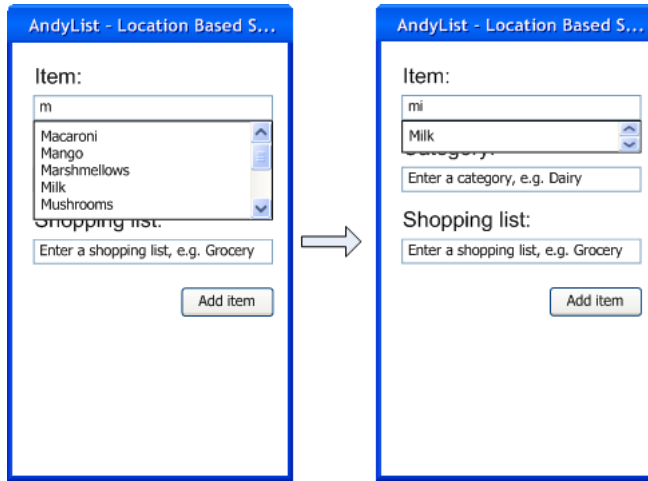 AndyList - Location Based S...
Item:
m
Macaroni
Mango
Marshmellows
Milk
Mushrooms
Shopping list:
Enter a shopping list, e.g. Grocery
Add item
AndyList - Location Based S...
Item:
mi
Milk
Category:
Enter a category, e.g. Dairy
Shopping list:
Enter a shopping list, e.g. Grocery
Add item